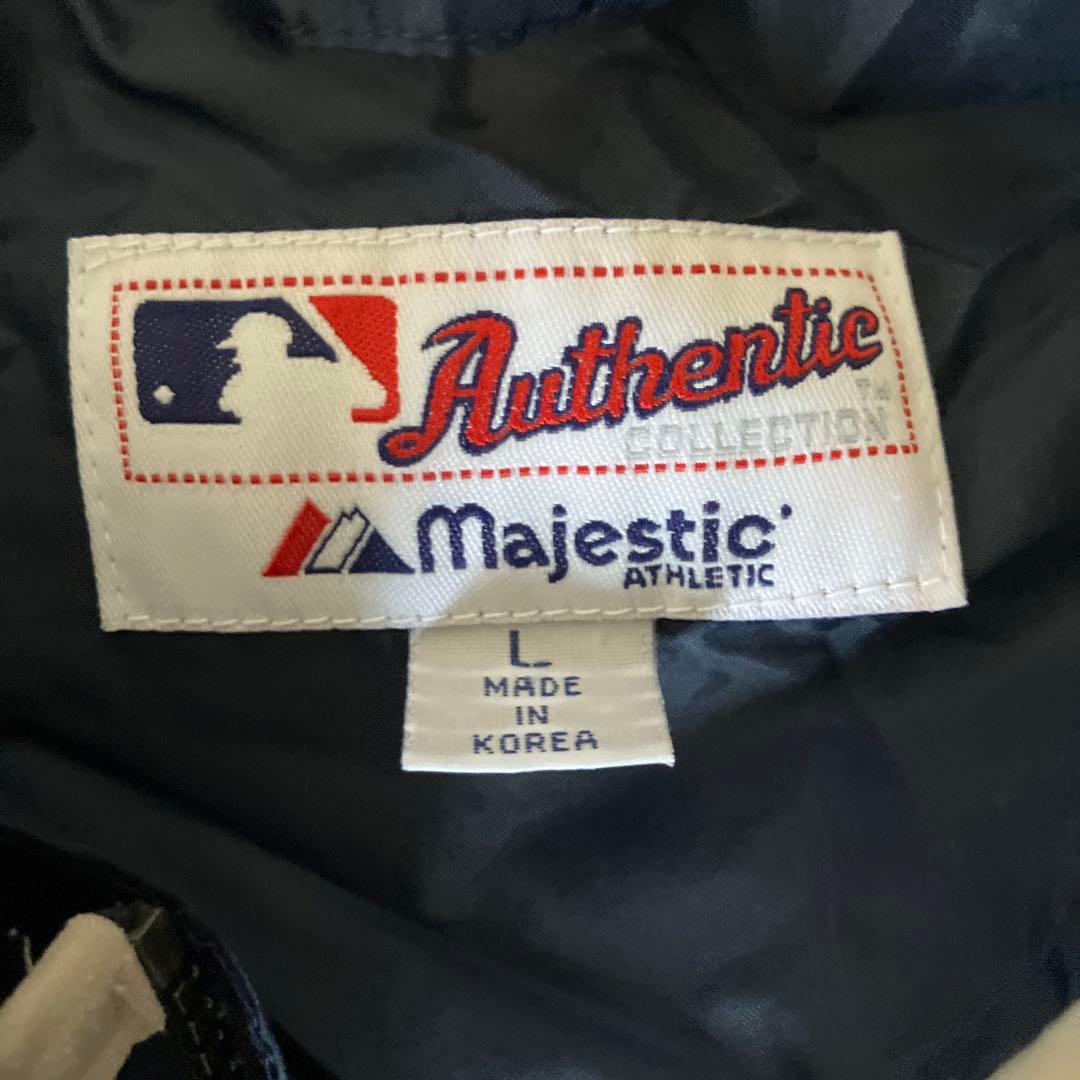 Authentic
TM
COLLECTION
Majestic
ATHLETIC
L
MADE
IN
KOREA